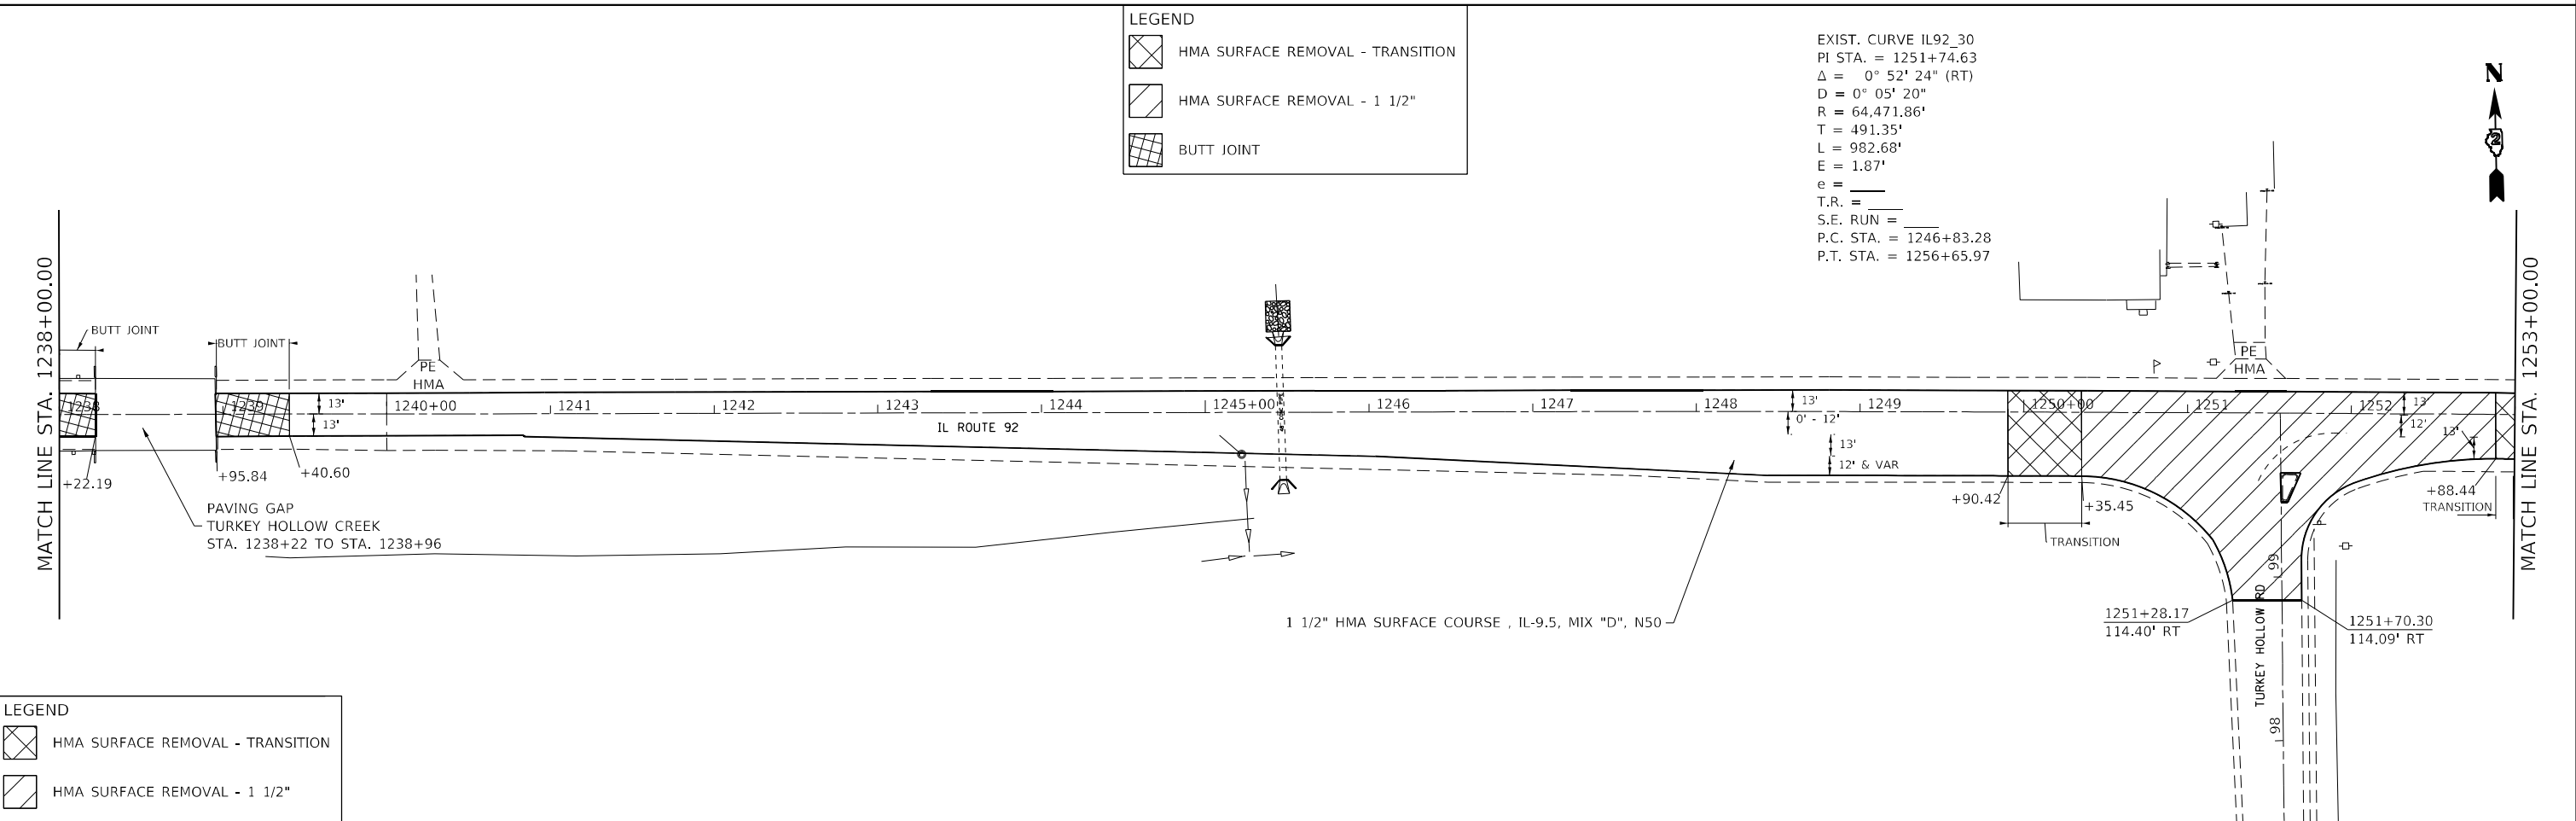 LEGEND
HMA SURFACE REMOVAL - TRANSITION
HMA SURFACE REMOVAL - 1 1/2"
BUTT JOINT
EXIST. CURVE IL92_30
PI STA. = 1251+74.63
Δ = 0° 52' 24" (RT)
D = 0° 05' 20"
R = 64,471.86'
T = 491.35'
L = 982.68'
E = 1.87'
e = ____
T.R. = ____
S.E. RUN = ____
P.C. STA. = 1246+83.28
P.T. STA. = 1256+65.97
N
2
MATCH LINE STA. 1238+00.00
BUTT JOINT
BUTT JOINT
PE
HMA
PE
HMA
1238
1239
13'
13'
1240+00
1241
1242
1243
1244
1245+00
1246
1247
1248
1249
1250+00
1251
1252
IL ROUTE 92
13'
0' - 12'
13'
12' & VAR
13'
12'
13'
+22.19
+95.84
+40.60
PAVING GAP
TURKEY HOLLOW CREEK
STA. 1238+22 TO STA. 1238+96
+90.42
+35.45
TRANSITION
+88.44
TRANSITION
1 1/2" HMA SURFACE COURSE , IL-9.5, MIX "D", N50
1251+28.17
114.40' RT
1251+70.30
114.09' RT
99
TURKEY HOLLOW RD
98
MATCH LINE STA. 1253+00.00
LEGEND
HMA SURFACE REMOVAL - TRANSITION
HMA SURFACE REMOVAL - 1 1/2"